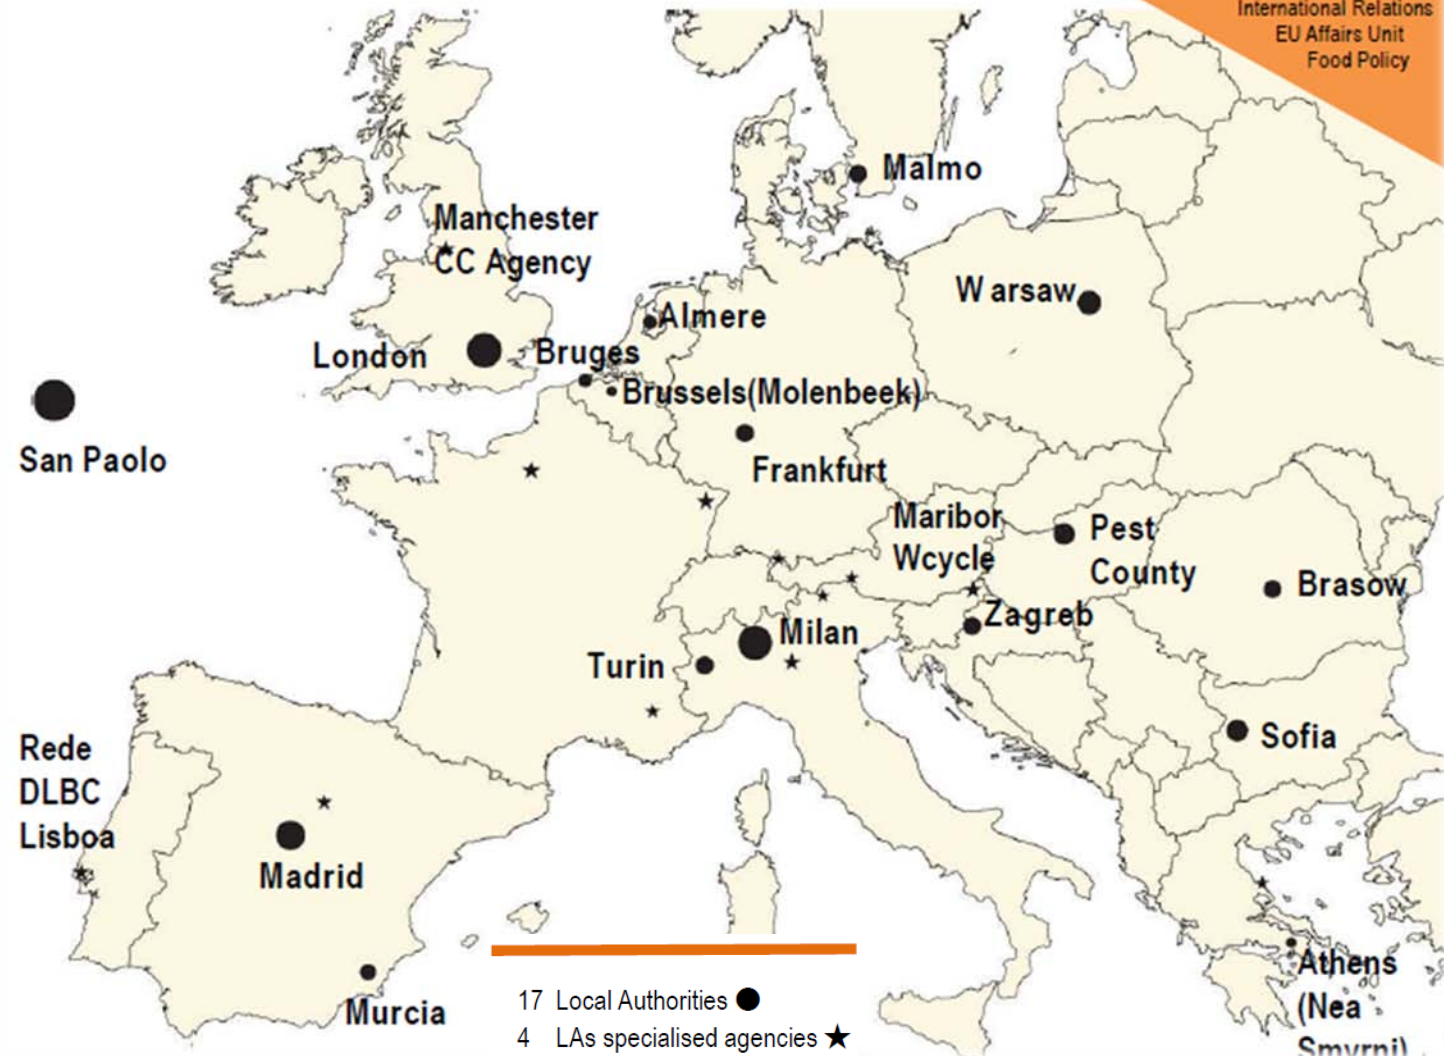 International Relations
EU Affairs Unit
Food Policy
Malmo
Manchester
CC Agency
Warsaw
Almere
London
Bruges
Brussels(Molenbeek)
San Paolo
Frankfurt
Maribor
Wcycle
Pest
County
Brasow
Zagreb
Milan
Turin
Sofia
Rede
DLBC
Lisboa
Madrid
Athens
(Nea
Smyrni)
Murcia
17 Local Authorities ●
4 LAs specialised agencies ★